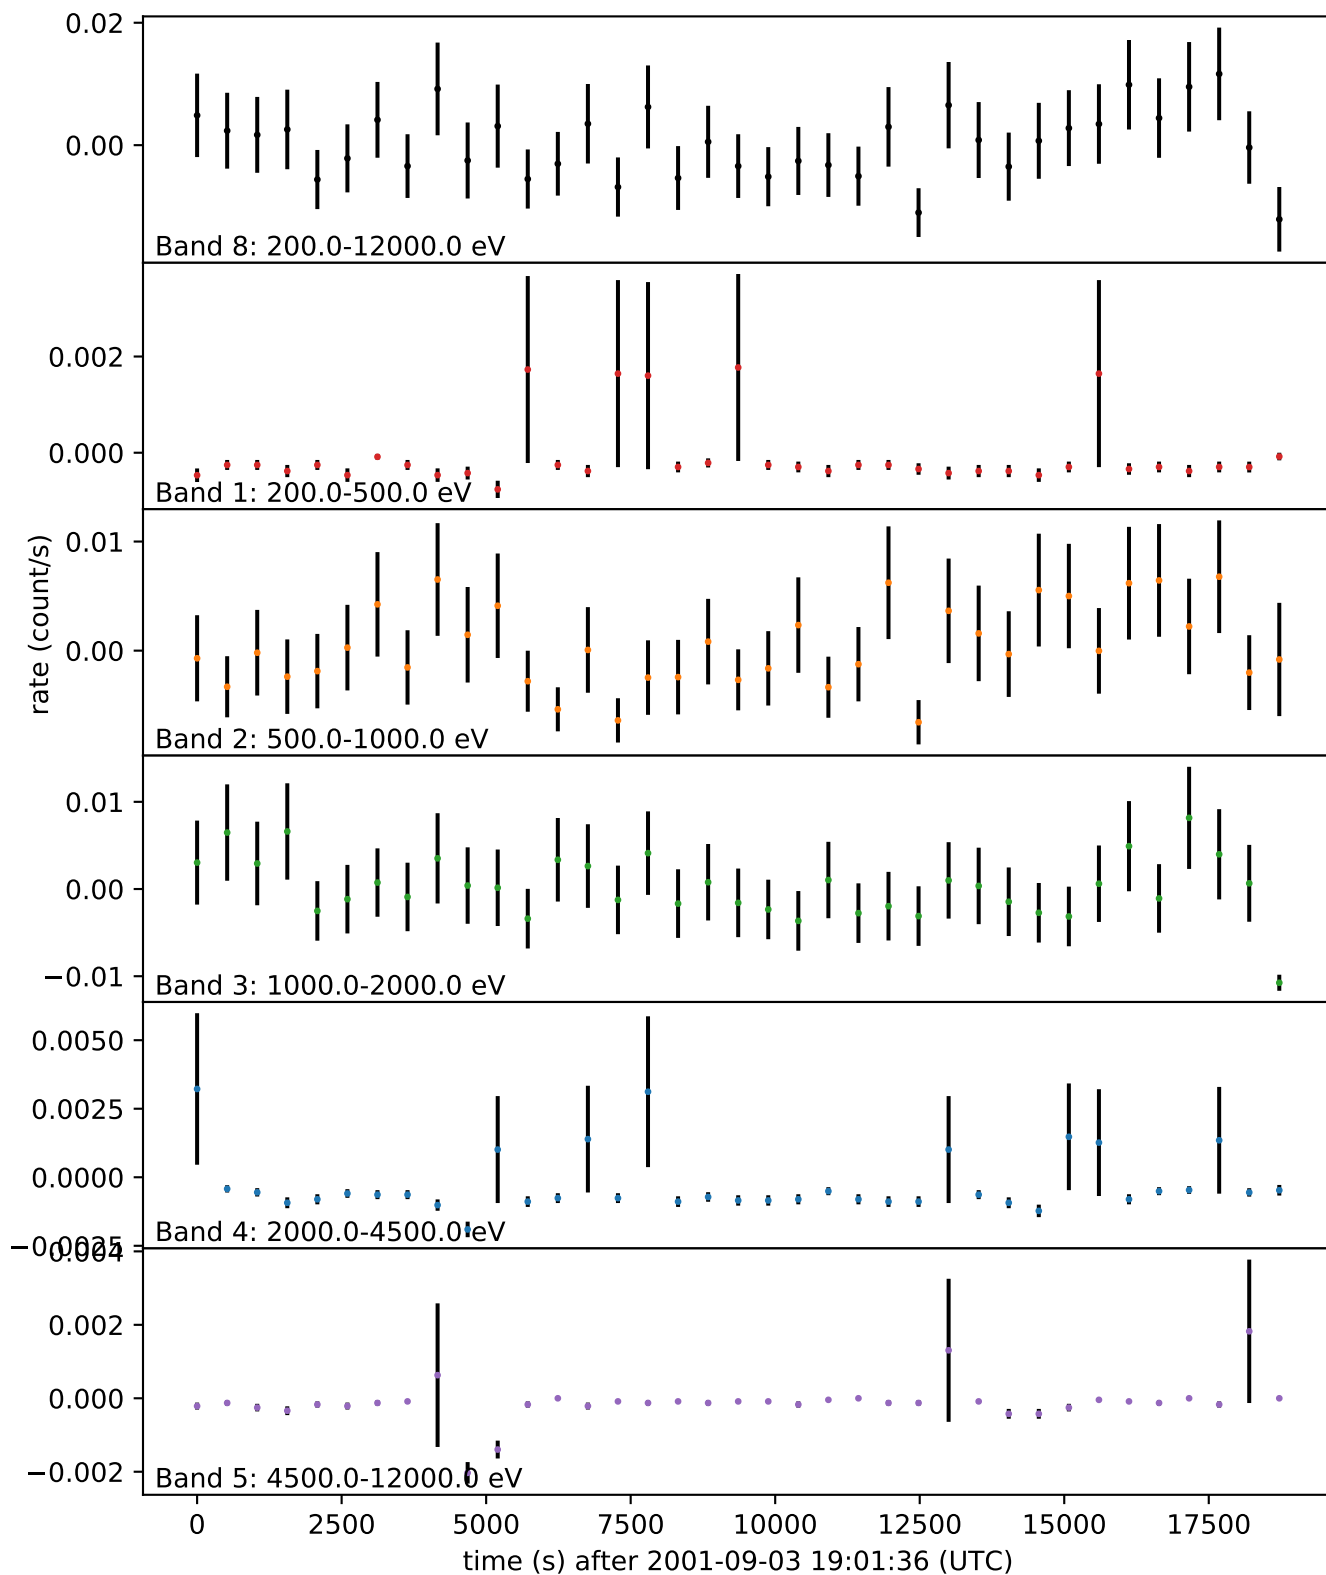 0.02
0.00
Band 8: 200.0-12000.0 eV
0.002
0.000
Band 1: 200.0-500.0 eV
rate (count/s)
0.01
0.00
Band 2: 500.0-1000.0 eV
0.01
0.00
−0.01
Band 3: 1000.0-2000.0 eV
0.0050
0.0025
0.0000
−0.0025
Band 4: 2000.0-4500.0 eV
0.004
0.002
0.000
−0.002
Band 5: 4500.0-12000.0 eV
0 2500 5000 7500 10000 12500 15000 17500
time (s) after 2001-09-03 19:01:36 (UTC)